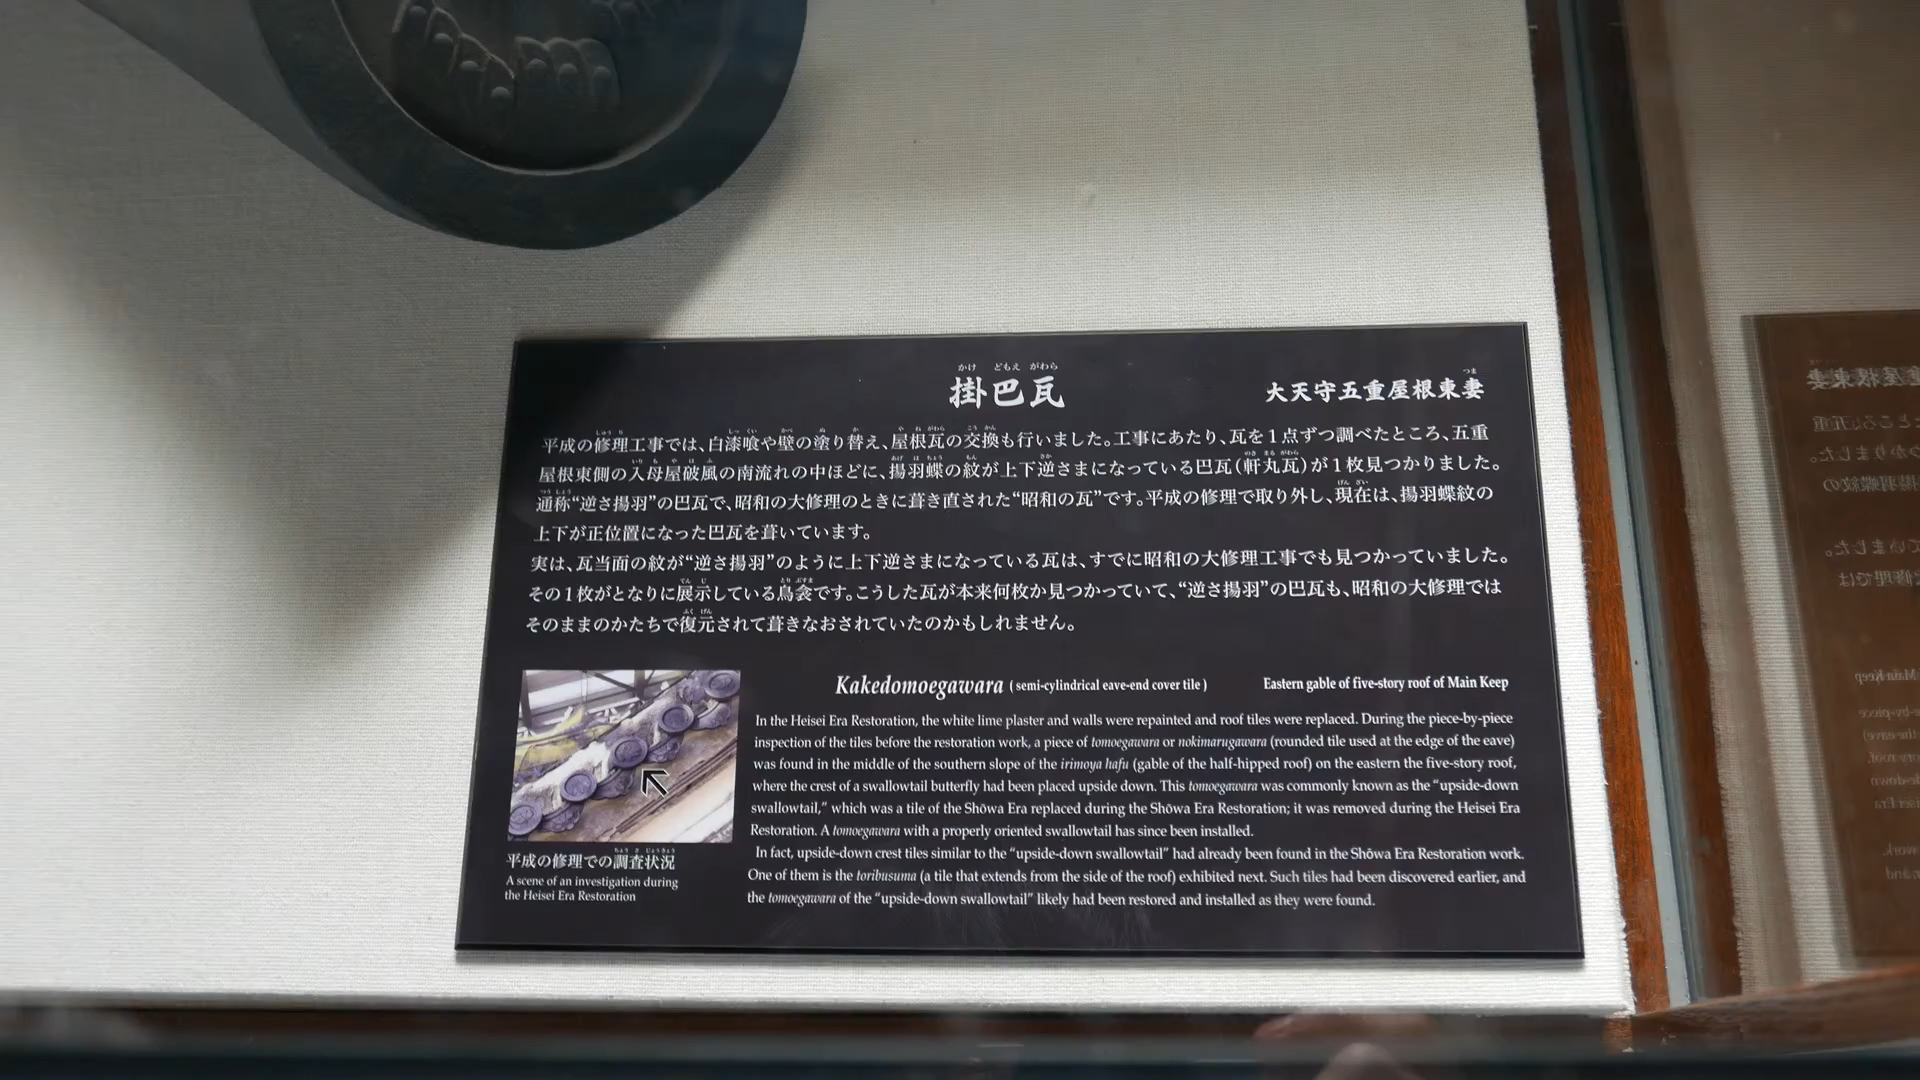 掛巴瓦
大天守五重屋根東妻
平成の修理工事では、白漆喰や壁の塗り替え、屋根瓦の交換も行いました。工事にあたり、瓦を1点ずつ調べたところ、五重
屋根東側の入母屋破風の南流れの中ほどに、揚羽蝶の紋が上下逆さまになっている巴瓦(軒丸瓦)が1枚見つかりました。
通称“逆さ揚羽”の巴瓦で、昭和の大修理のときに葺き直された“昭和の瓦”です。平成の修理で取り外し、現在は、揚羽蝶紋の
上下が正位置になった巴瓦を葺いています。
実は、瓦当面の紋が“逆さ揚羽”のように上下逆さまになっている瓦は、すでに昭和の大修理工事でも見つかっていました。
その1枚がとなりに展示している鳥衾です。こうした瓦が本来何枚か見つかっていて、“逆さ揚羽”の巴瓦も、昭和の大修理では
そのままのかたちで復元されて葺きなおされていたのかもしれません。
Kakedomoegawara ( semi-cylindrical eave-end cover tile )
Eastern gable of five-story roof of Main Keep
In the Heisei Era Restoration, the white lime plaster and walls were repainted and roof tiles were replaced. During the piece-by-piece
inspection of the tiles before the restoration work, a piece of tomoegawara or nokimarugawara (rounded tile used at the edge of the eave)
was found in the middle of the southern slope of the irimoya hafu (gable of the half-hipped roof) on the eastern the five-story roof,
where the crest of a swallowtail butterfly had been placed upside down. This tomoegawara was commonly known as the “upside-down
swallowtail,” which was a tile of the Shōwa Era replaced during the Shōwa Era Restoration; it was removed during the Heisei Era
Restoration. A tomoegawara with a properly oriented swallowtail has since been installed.
In fact, upside-down crest tiles similar to the “upside-down swallowtail” had already been found in the Shōwa Era Restoration work.
One of them is the toribusuma (a tile that extends from the side of the roof) exhibited next. Such tiles had been discovered earlier, and
the tomoegawara of the “upside-down swallowtail” likely had been restored and installed as they were found.
平成の修理での調査状況
A scene of an investigation during
the Heisei Era Restoration